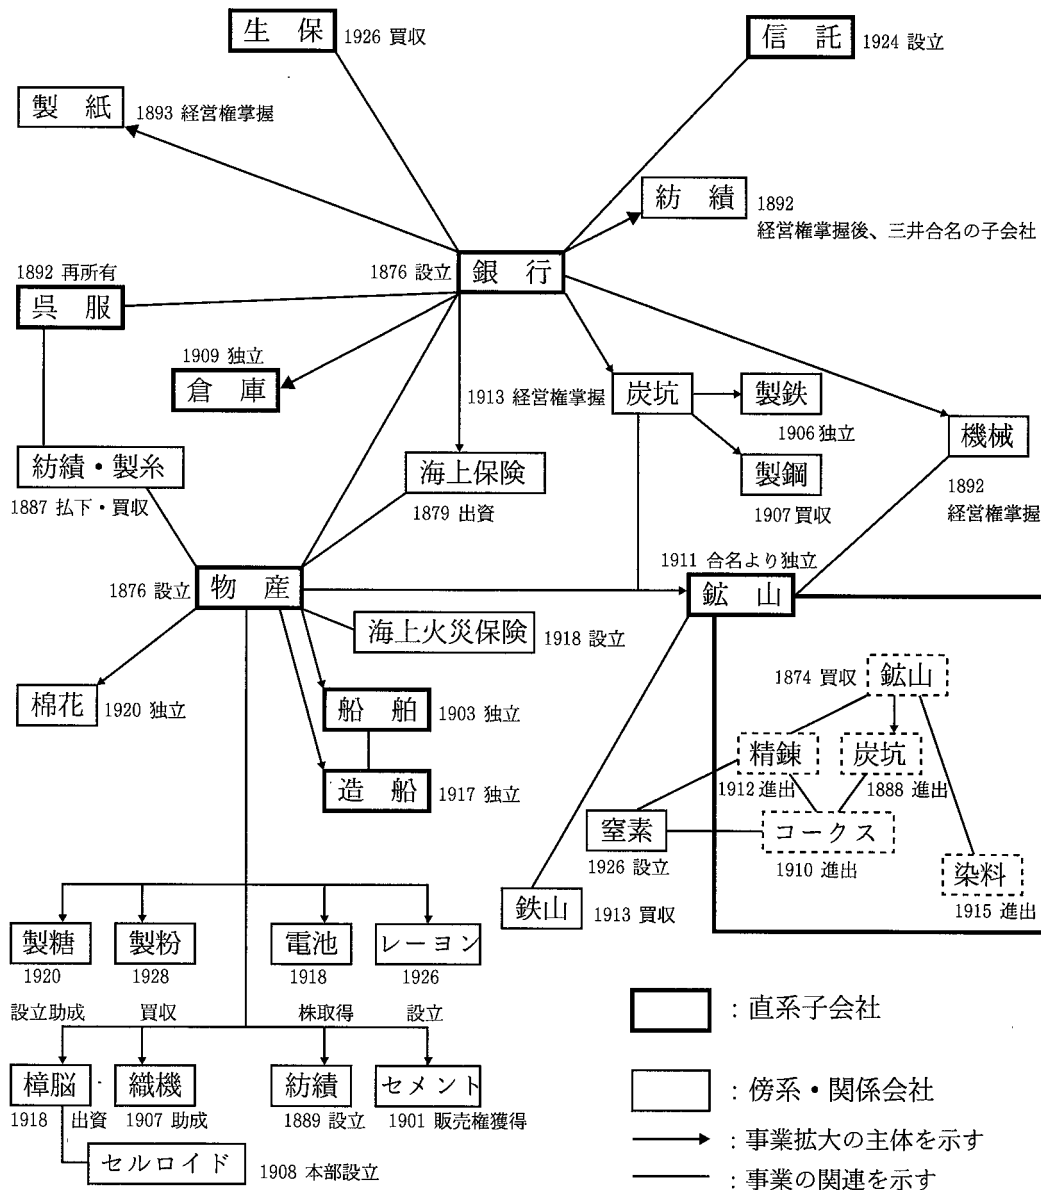 生　保
1926 買収
信　託
1924 設立
製　紙
1893 経営権掌握
紡　績
1892
経営権掌握後、三井合名の子会社
1876 設立
銀　行
1892 再所有
呉　服
1909 独立
倉　庫
1913 経営権掌握
炭坑
製鉄
1906 独立
機械
1892
経営権掌握
紡績・製糸
1887 払下・買収
海上保険
1879 出資
製鋼
1907 買収
1876 設立
物　産
1911 合名より独立
鉱　山
海上火災保険
1918 設立
棉花
1920 独立
船　舶
1903 独立
造　船
1917 独立
1874 買収
鉱山
精錬
1912 進出
炭坑
1888 進出
窒素
1926 設立
コークス
1910 進出
染料
1915 進出
鉄山
1913 買収
製糖
1920
設立助成
製粉
1928
買収
電池
1918
株取得
レーヨン
1926
設立
樟脳
1918 出資
織機
1907 助成
紡績
1889 設立
セメント
1901 販売権獲得
セルロイド
1908 本部設立
：直系子会社
：傍系・関係会社
：事業拡大の主体を示す
：事業の関連を示す